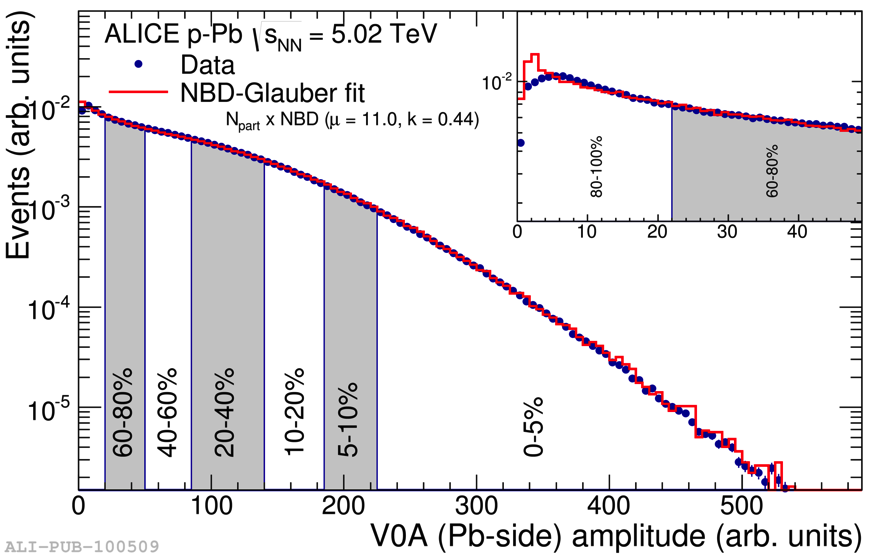 ALICE p-Pb √sNN = 5.02 TeV
Data
NBD-Glauber fit
Npart x NBD (μ = 11.0, k = 0.44)
Events (arb. units)
10-2
10-3
10-4
10-5
60-80%
40-60%
20-40%
10-20%
5-10%
0-5%
0 100 200 300 400 500
V0A (Pb-side) amplitude (arb. units)
10-2
80-100%
60-80%
0 10 20 30 40
ALI-PUB-100509